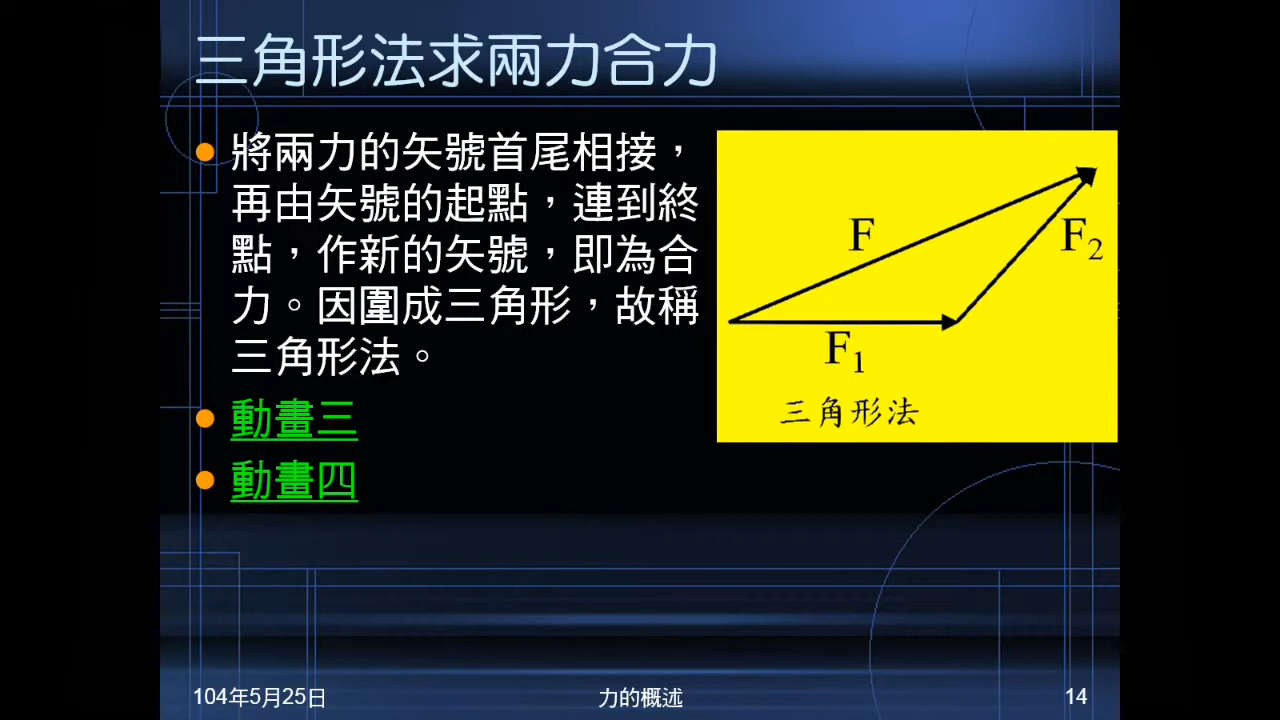 三角形法求兩力合力
將兩力的矢號首尾相接，
再由矢號的起點，連到終
點，作新的矢號，即為合
力。因圍成三角形，故稱
三角形法。
動畫三
動畫四
F
F2
F1
三角形法
104年5月25日
力的概述
14